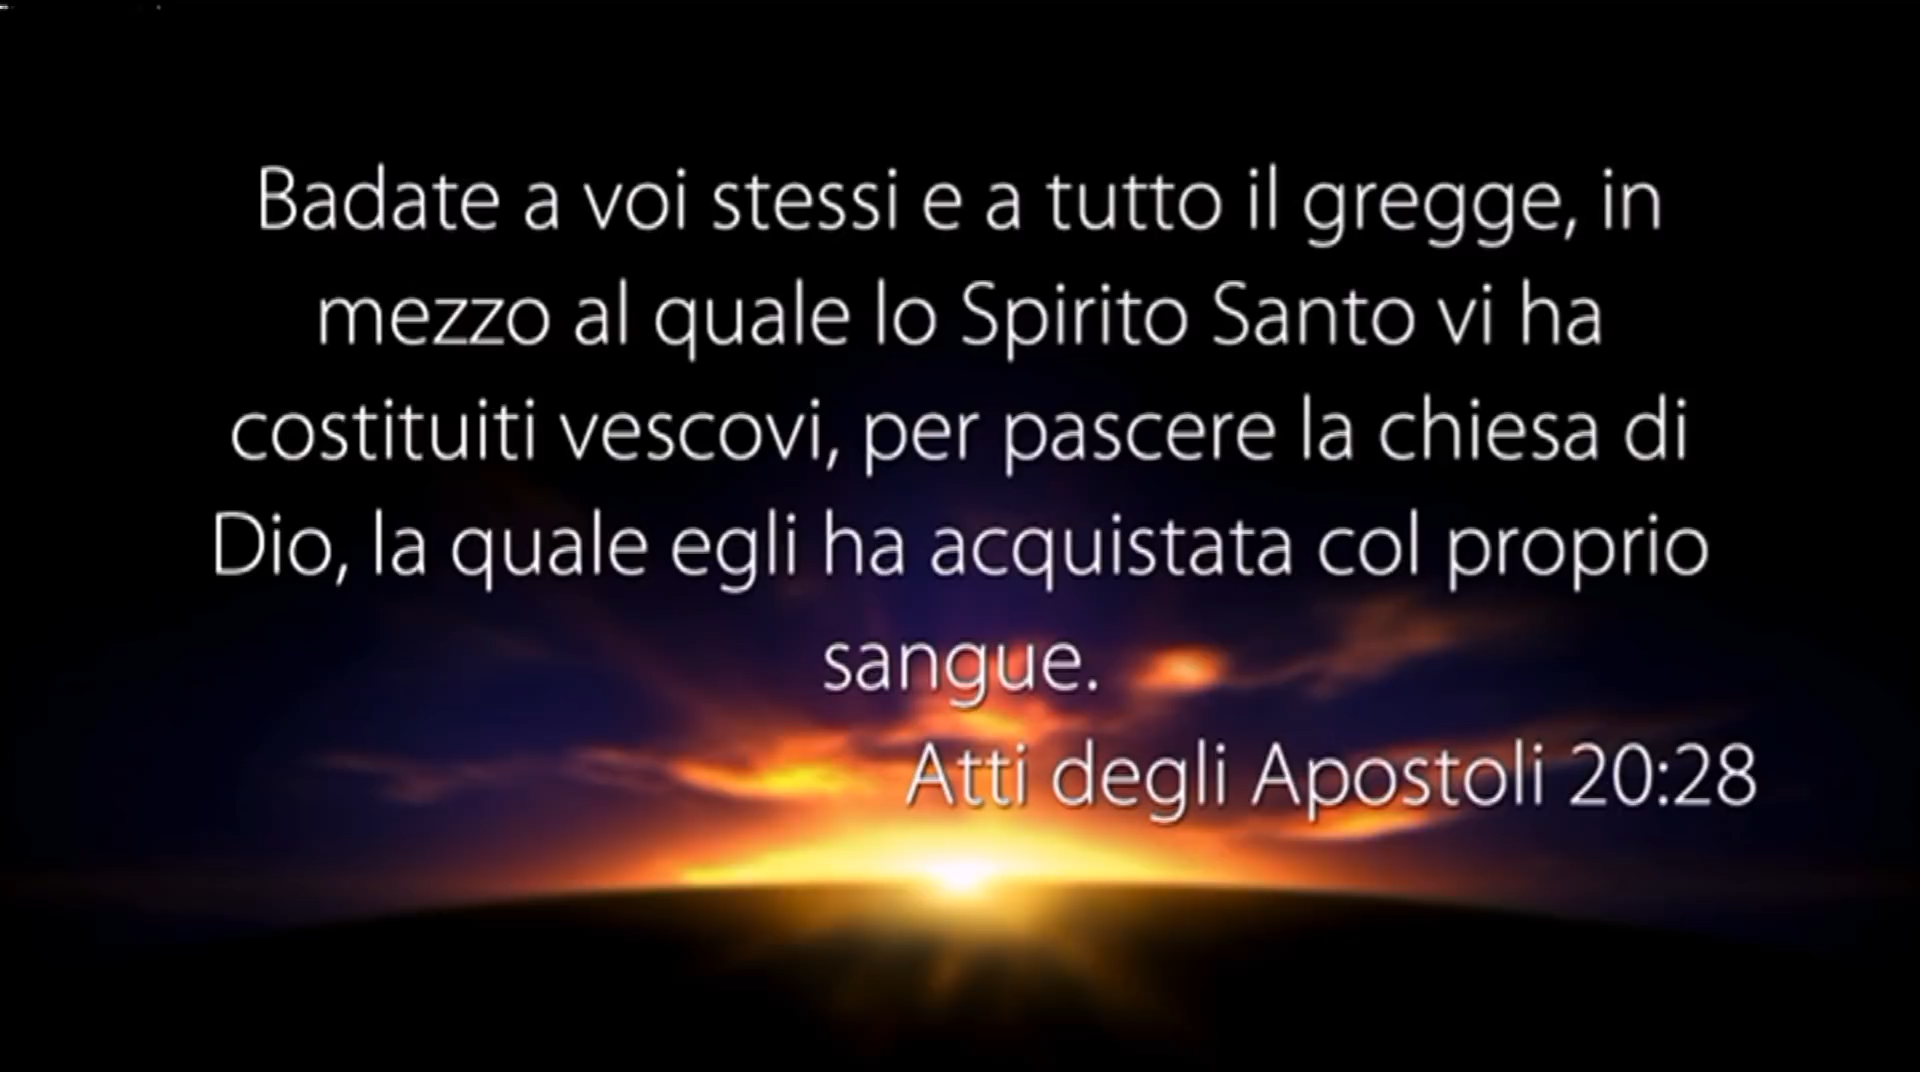 Badate a voi stessi e a tutto il gregge, in
mezzo al quale lo Spirito Santo vi ha
costituiti vescovi, per pascere la chiesa di
Dio, la quale egli ha acquistata col proprio
sangue.
Atti degli Apostoli 20:28